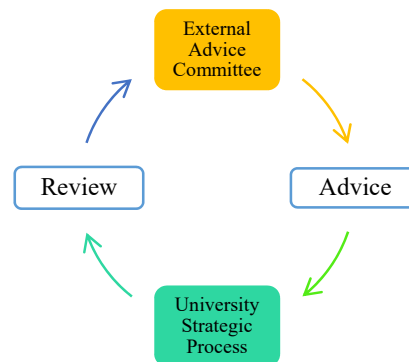 External
Advice
Committee
Review
Advice
University
Strategic
Process